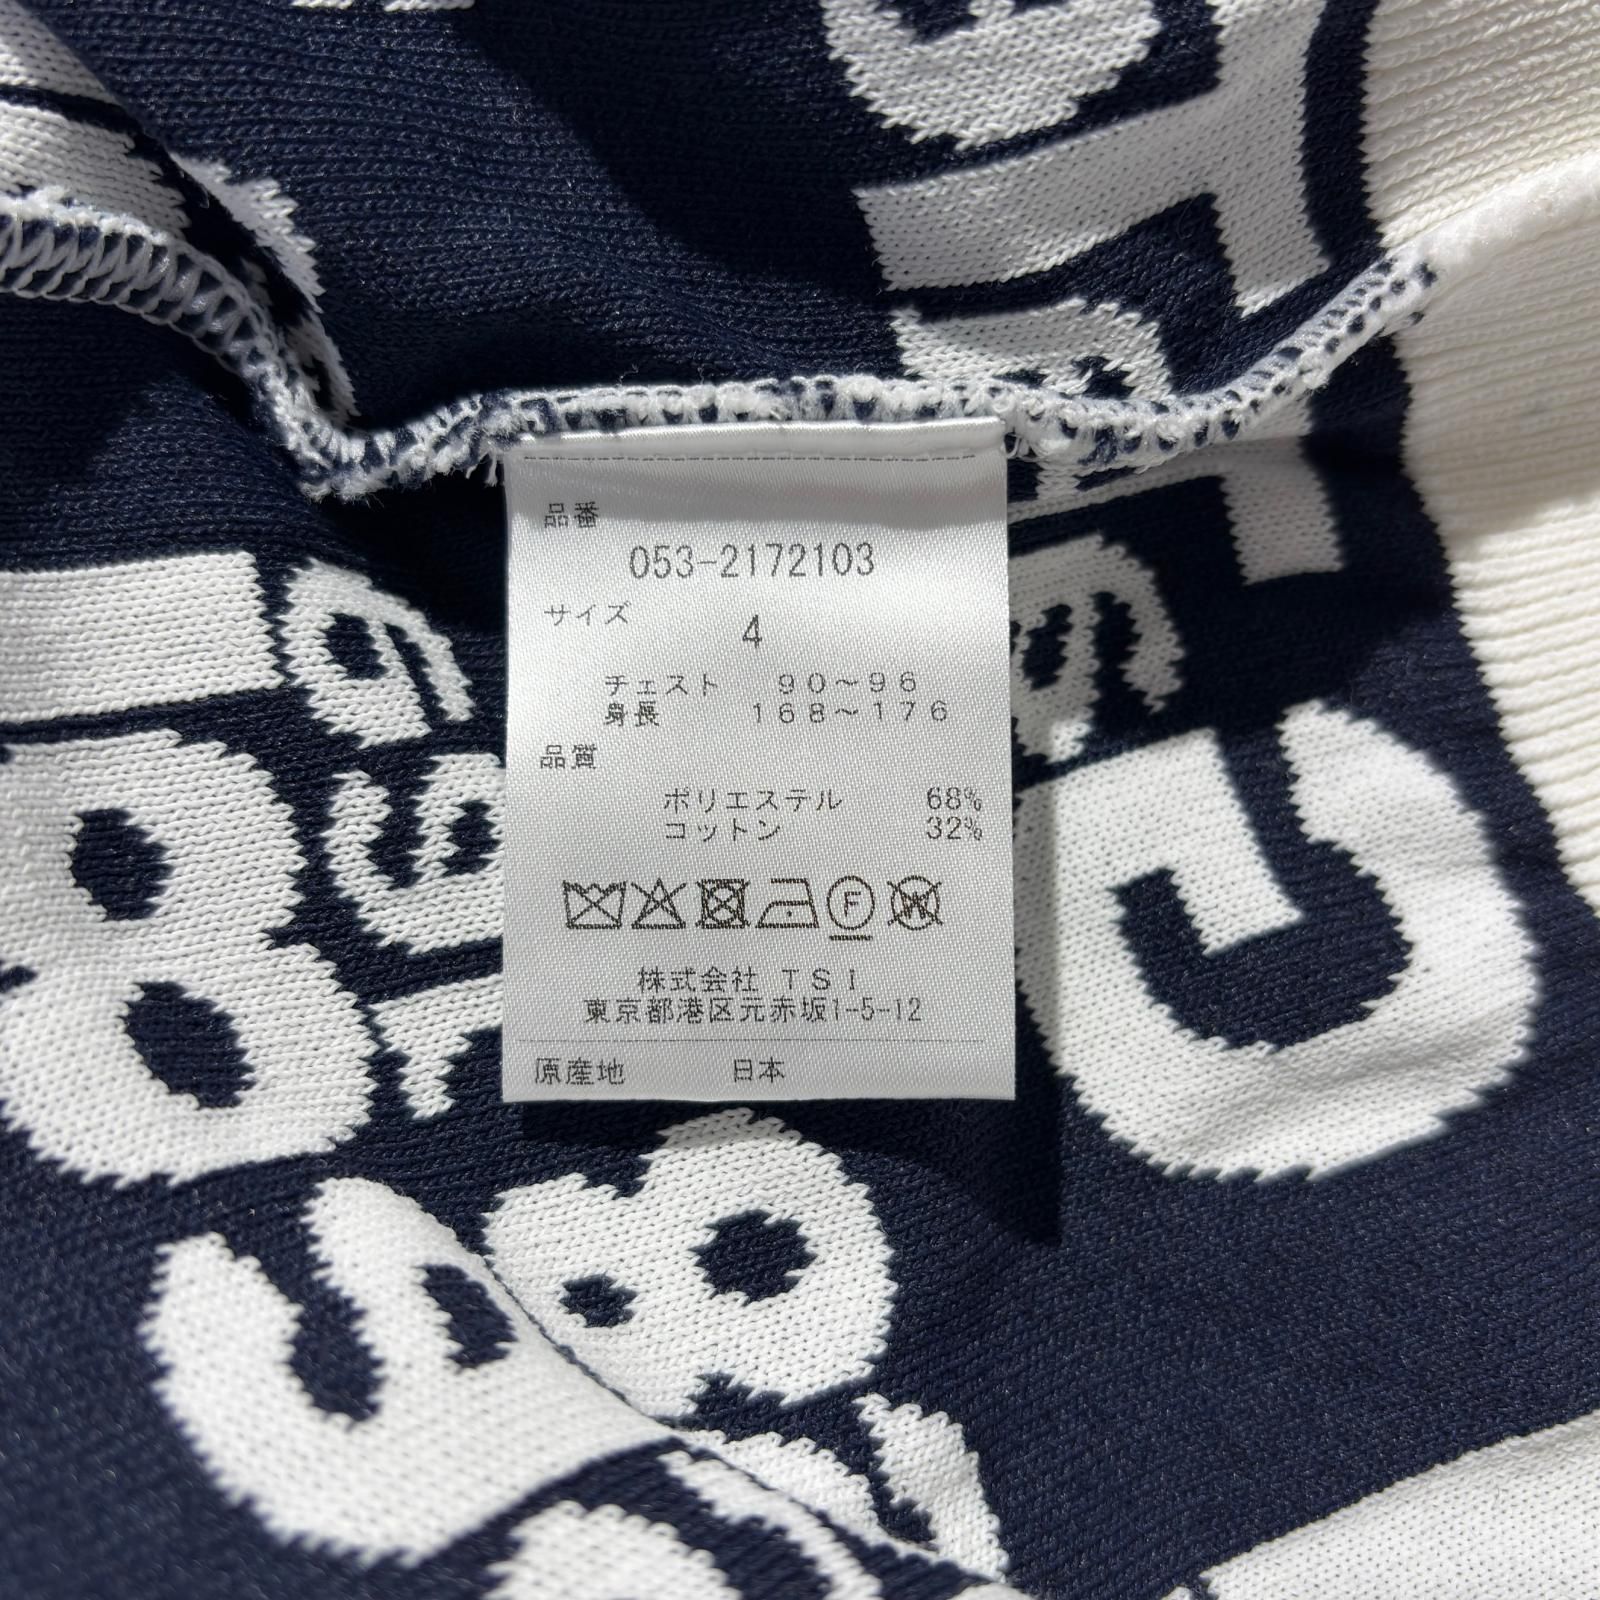 品番
053-2172103
サイズ
4
チェスト 90～96
身長 168～176
品質
ポリエステル 68%
コットン 32%
F
W
株式会社 TSI
東京都港区元赤坂1-5-12
原産地 日本